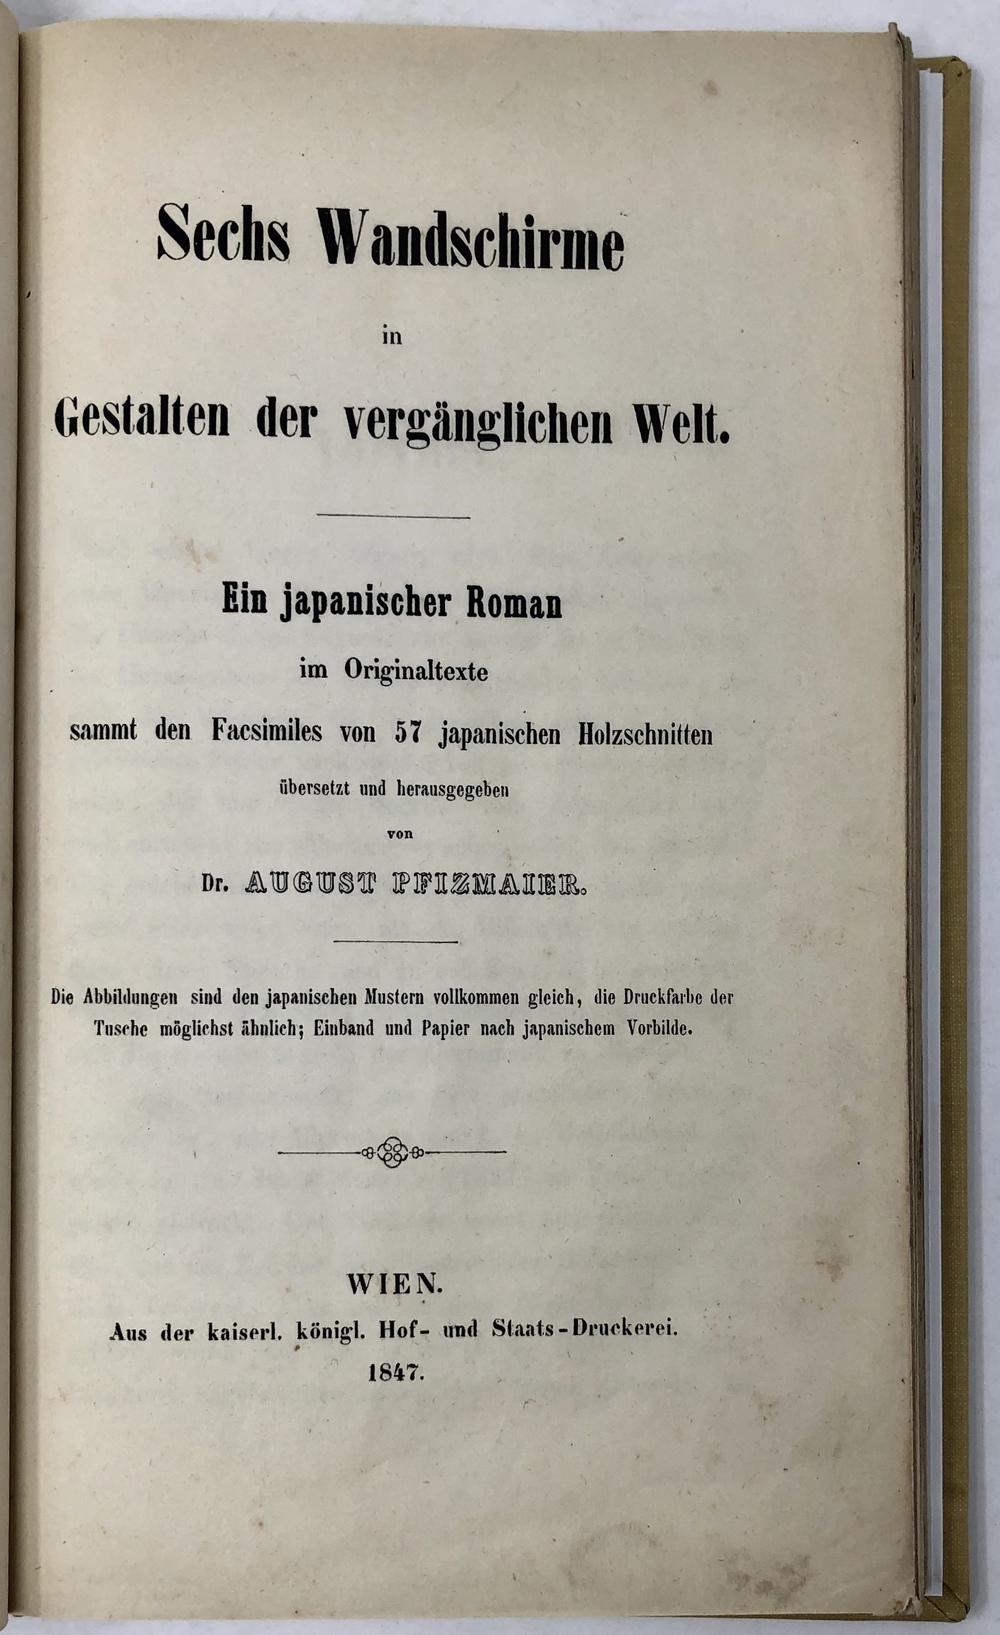 Sechs Wandschirme
in
Gestalten der vergänglichen Welt.
Ein japanischer Roman
im Originaltexte
sammt den Facsimiles von 57 japanischen Holzschnitten
übersetzt und herausgegeben
von
Dr. AUGUST PFIZMAIER.
Die Abbildungen sind den japanischen Mustern vollkommen gleich, die Druckfarbe der
Tusche möglichst ähnlich; Einband und Papier nach japanischem Vorbilde.
WIEN.
Aus der kaiserl. königl. Hof- und Staats-Druckerei.
1847.